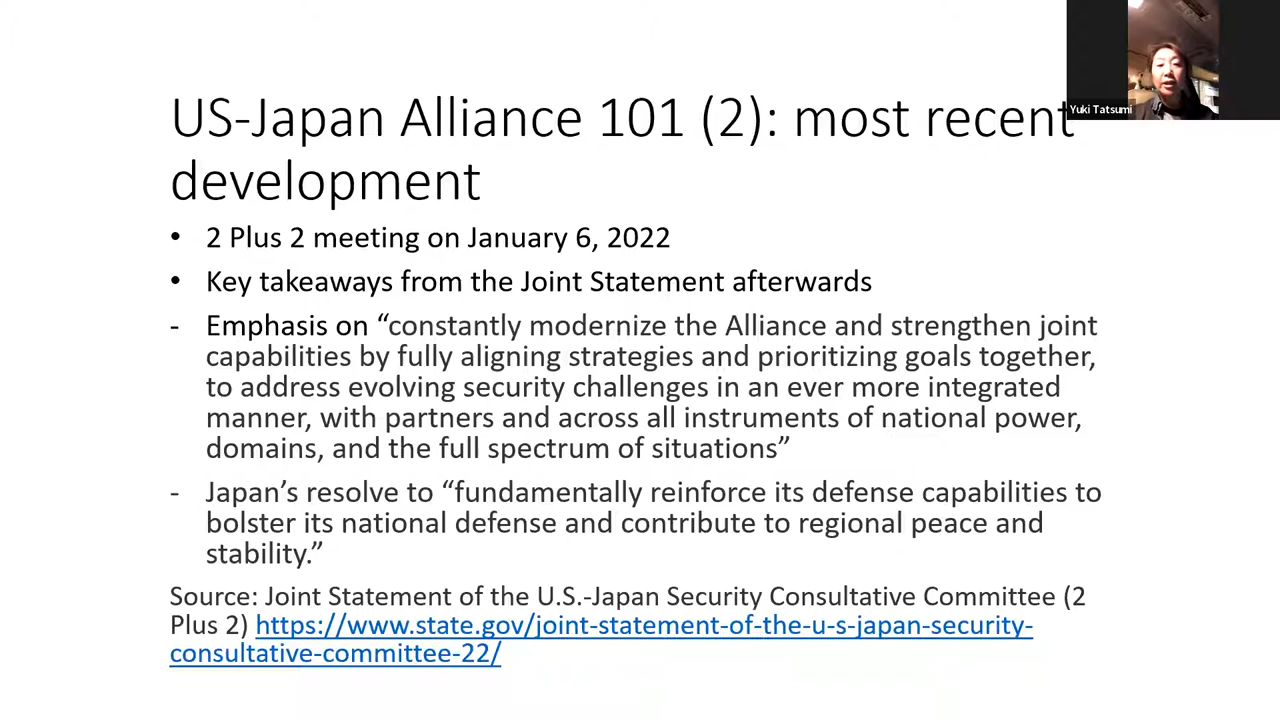 US-Japan Alliance 101 (2): most recent
development
Yuki Tatsumi
• 2 Plus 2 meeting on January 6, 2022
• Key takeaways from the Joint Statement afterwards
- Emphasis on “constantly modernize the Alliance and strengthen joint
capabilities by fully aligning strategies and prioritizing goals together,
to address evolving security challenges in an ever more integrated
manner, with partners and across all instruments of national power,
domains, and the full spectrum of situations”
- Japan’s resolve to “fundamentally reinforce its defense capabilities to
bolster its national defense and contribute to regional peace and
stability.”
Source: Joint Statement of the U.S.-Japan Security Consultative Committee (2
Plus 2) https://www.state.gov/joint-statement-of-the-u-s-japan-security-
consultative-committee-22/